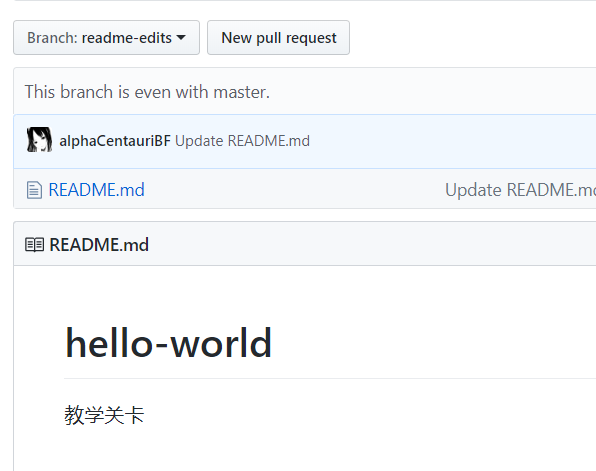 Branch: readme-edits New pull request
This branch is even with master.
alphaCentauriBF Update README.md
README.md Update README.md
README.md
hello-world
教学关卡